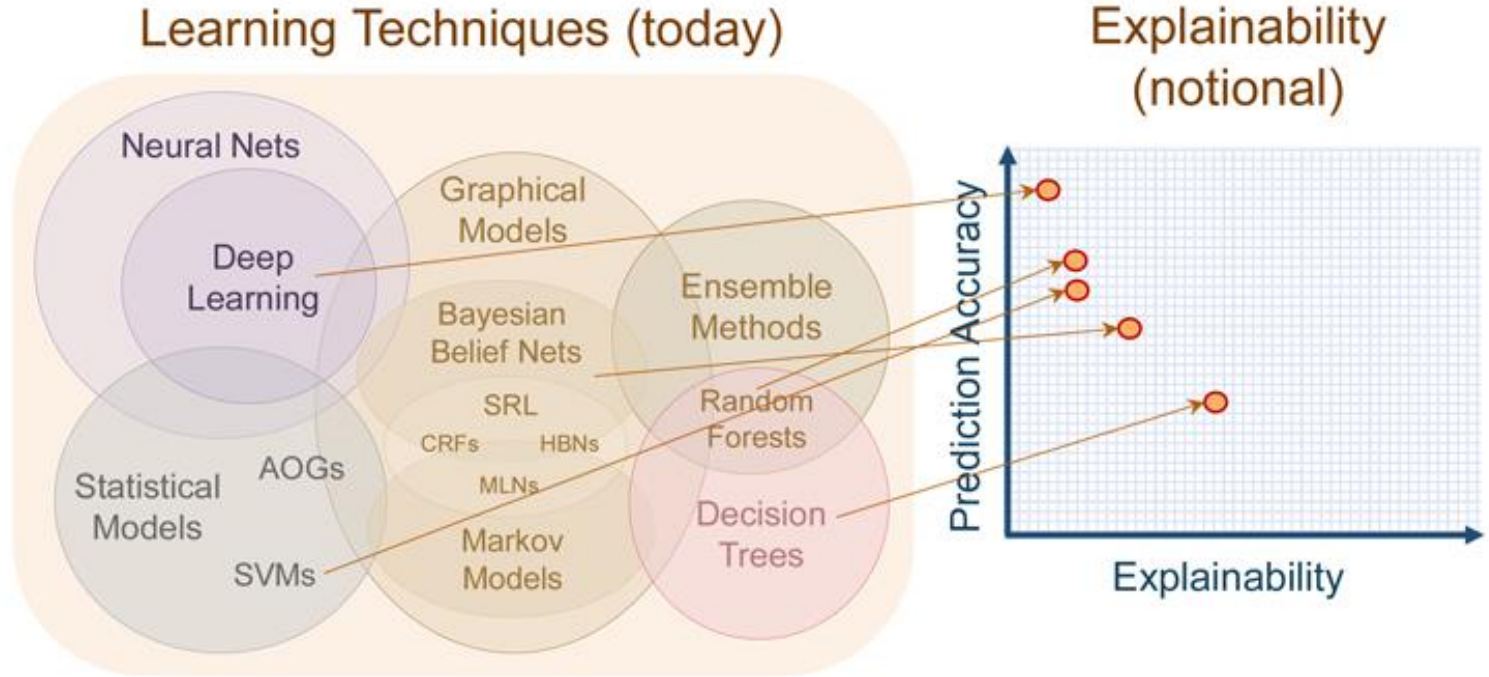 Learning Techniques (today)
Neural Nets
Deep
Learning
Graphical
Models
Bayesian
Belief Nets
SRL
CRFs
HBNs
MLNs
Markov
Models
Ensemble
Methods
Random
Forests
Decision
Trees
Statistical
Models
AOGs
SVMs
Explainability
(notional)
Prediction Accuracy
Explainability